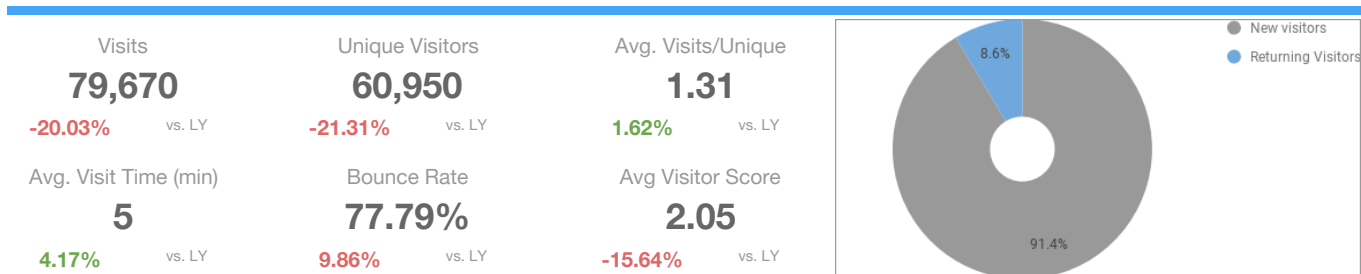 Visits
79,670
-20.03% vs. LY
Unique Visitors
60,950
-21.31% vs. LY
Avg. Visits/Unique
1.31
1.62% vs. LY
Avg. Visit Time (min)
5
4.17% vs. LY
Bounce Rate
77.79%
9.86% vs. LY
Avg Visitor Score
2.05
-15.64% vs. LY
8.6%
91.4%
New visitors
Returning Visitors